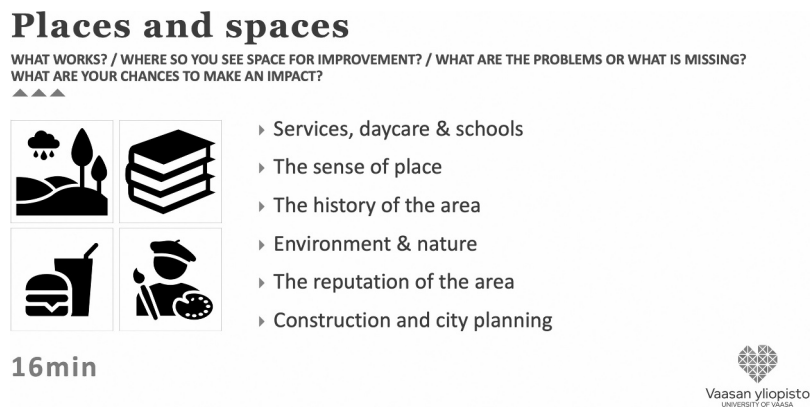 Places and spaces
WHAT WORKS? / WHERE SO YOU SEE SPACE FOR IMPROVEMENT? / WHAT ARE THE PROBLEMS OR WHAT IS MISSING?
WHAT ARE YOUR CHANCES TO MAKE AN IMPACT?
Services, daycare & schools
The sense of place
The history of the area
Environment & nature
The reputation of the area
Construction and city planning
16min
Vaasan yliopisto
UNIVERSITY OF VAASA